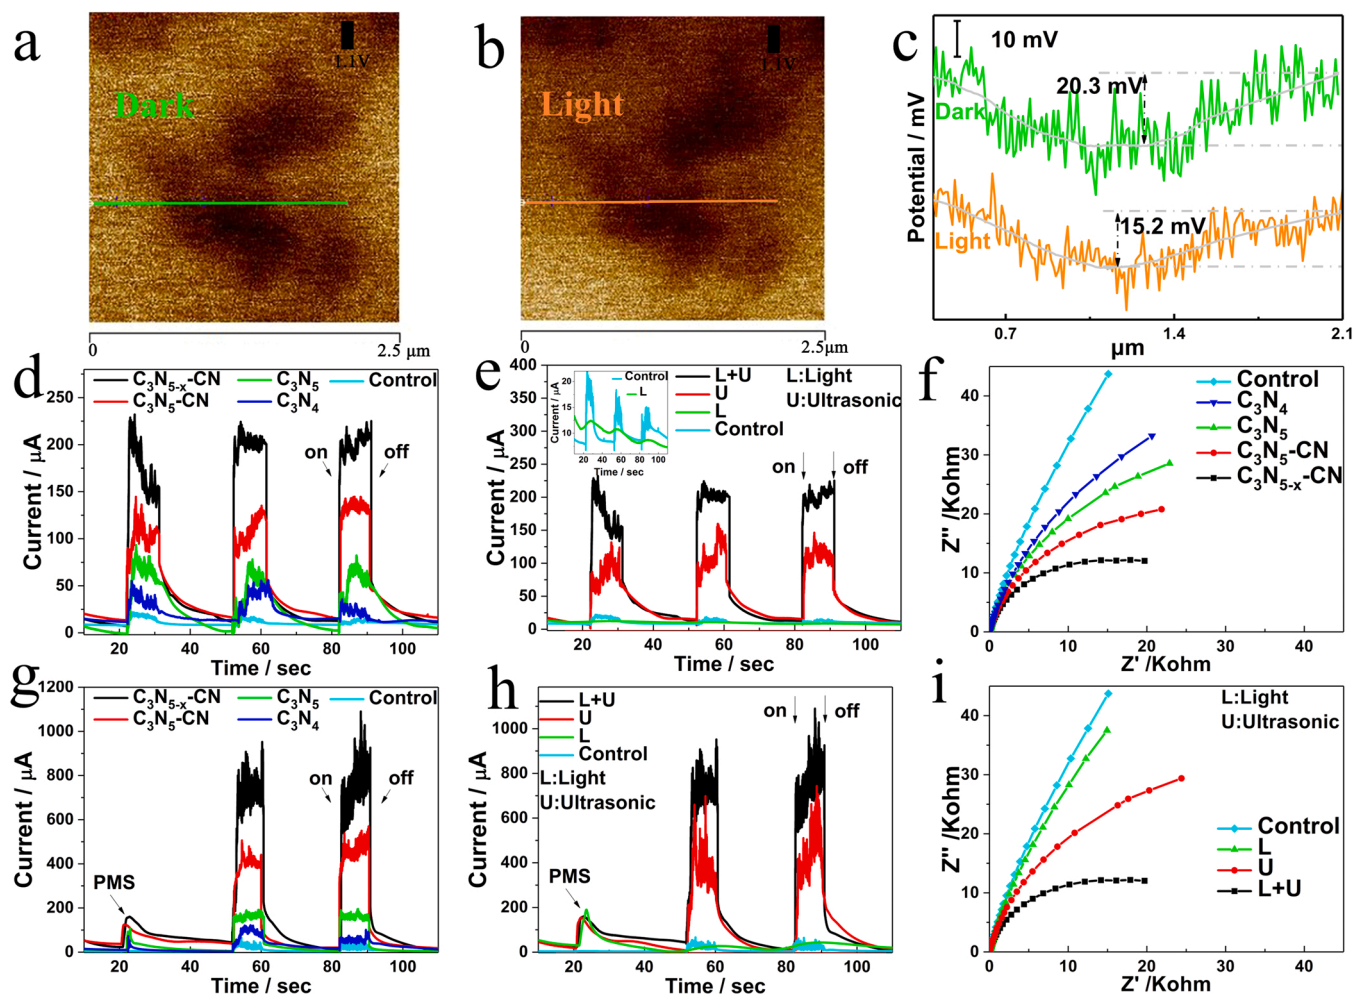 a
1.1V
Dark
0
2.5 μm
b
1.1V
Light
0
2.5μm
c
10 mV
20.3 mV
Dark
15.2 mV
Light
Potential / mV
0.7 1.4 2.1
μm
d
C₃N₅₋ₓ-CN C₃N₅ Control
C₃N₅-CN C₃N₄
on off
Current / μA
250
200
150
100
50
0
20 40 60 80 100
Time / sec
e
L+U L:Light
U U:Ultrasonic
L
Control
on off
Current / μA
400
350
300
250
200
150
100
50
0
20 40 60 80 100
Time / sec
Control
L
Current / μA
20
15
10
20 40 60 80 100
Time / sec
f
Control
C₃N₄
C₃N₅
C₃N₅-CN
C₃N₅₋ₓ-CN
Z'' /Kohm
40
30
20
10
0
0 10 20 30 40
Z' /Kohm
g
C₃N₅₋ₓ-CN C₃N₅ Control
C₃N₅-CN C₃N₄
on off
PMS
Current / μA
1200
1000
800
600
400
200
0
20 40 60 80 100
Time / sec
h
L+U
U
L
Control
L:Light
U:Ultrasonic
on off
PMS
Current / μA
1000
800
600
400
200
0
20 40 60 80 100
Time / sec
i
L:Light
U:Ultrasonic
Control
L
U
L+U
Z'' /Kohm
40
30
20
10
0
0 10 20 30 40
Z' /Kohm